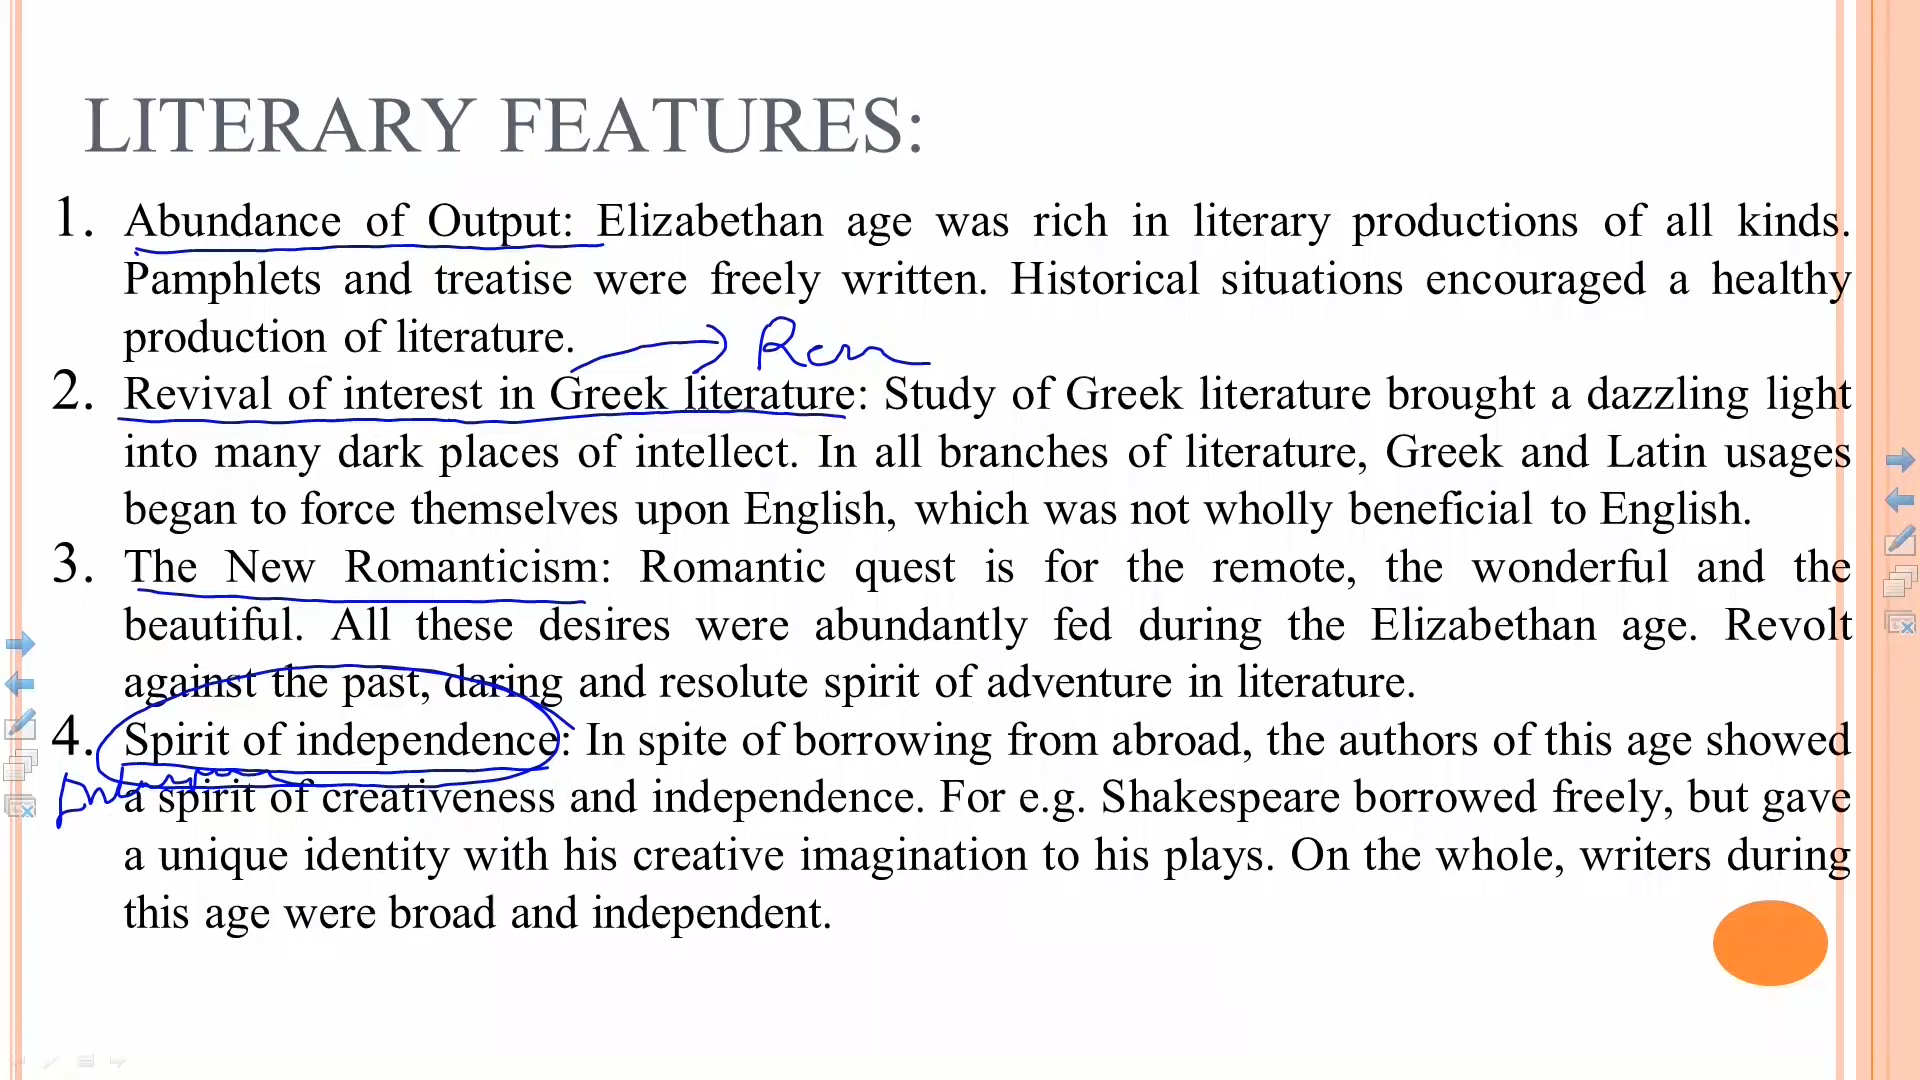 LITERARY FEATURES:
1. Abundance of Output: Elizabethan age was rich in literary productions of all kinds.
Pamphlets and treatise were freely written. Historical situations encouraged a healthy
production of literature.
Ren
2. Revival of interest in Greek literature: Study of Greek literature brought a dazzling light
into many dark places of intellect. In all branches of literature, Greek and Latin usages
began to force themselves upon English, which was not wholly beneficial to English.
3. The New Romanticism: Romantic quest is for the remote, the wonderful and the
beautiful. All these desires were abundantly fed during the Elizabethan age. Revolt
against the past, daring and resolute spirit of adventure in literature.
4. Spirit of independence: In spite of borrowing from abroad, the authors of this age showed
a spirit of creativeness and independence. For e.g. Shakespeare borrowed freely, but gave
a unique identity with his creative imagination to his plays. On the whole, writers during
this age were broad and independent.